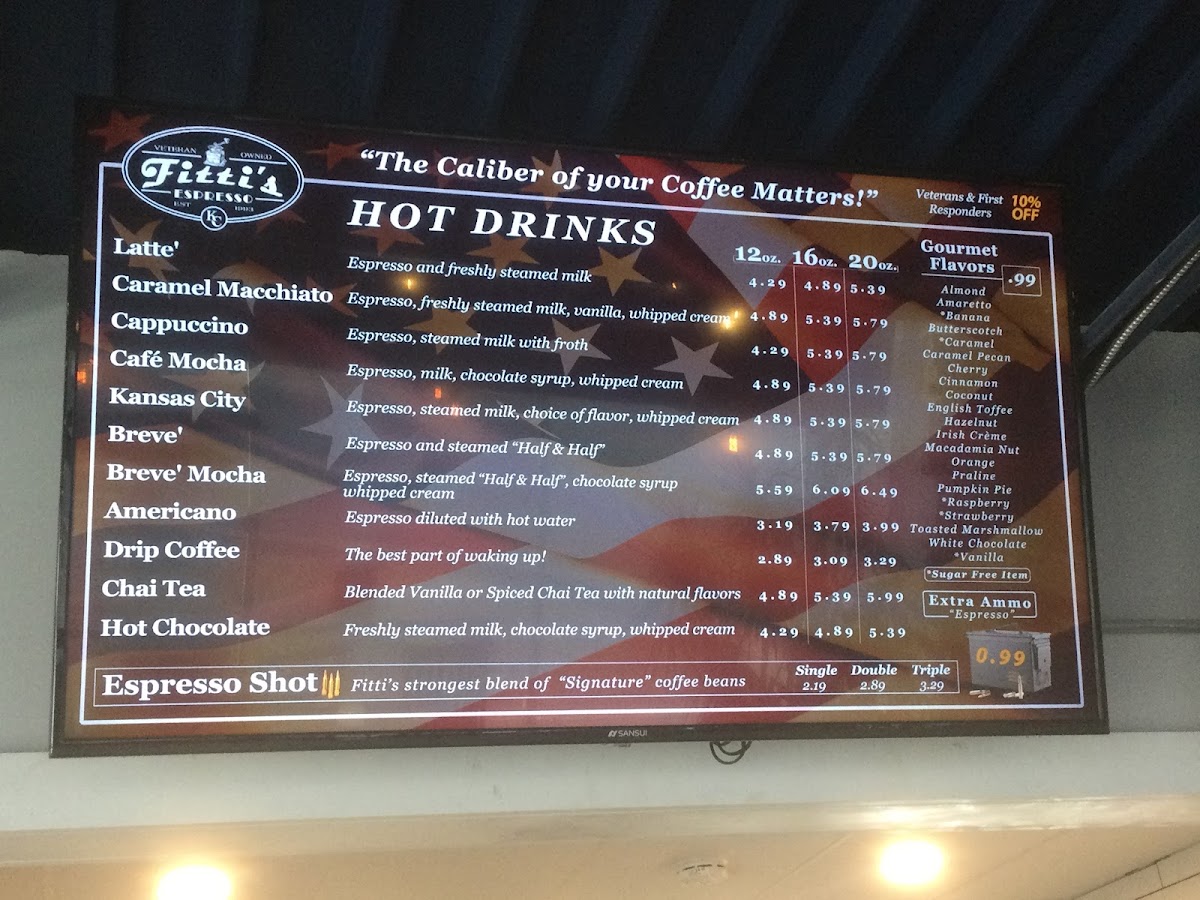 VETERAN OWNED
Fitti's
ESPRESSO
KC
"The Caliber of your Coffee Matters!"
Veterans & First
Responders
10%
OFF
HOT DRINKS
12oz. 16oz. 20oz.
Latte' Espresso and freshly steamed milk 4.29 4.89 5.39
Caramel Macchiato Espresso, freshly steamed milk, vanilla, whipped cream 4.89 5.39 5.79
Cappuccino Espresso, steamed milk with froth 4.29 5.39 5.79
Café Mocha Espresso, milk, chocolate syrup, whipped cream 4.89 5.39 5.79
Kansas City Espresso, steamed milk, choice of flavor, whipped cream 4.89 5.39 5.79
Breve' Espresso and steamed "Half & Half" 4.89 5.39 5.79
Breve' Mocha Espresso, steamed "Half & Half", chocolate syrup
whipped cream 5.59 6.09 6.49
Americano Espresso diluted with hot water 3.19 3.79 3.99
Drip Coffee The best part of waking up! 2.89 3.09 3.29
Chai Tea Blended Vanilla or Spiced Chai Tea with natural flavors 4.89 5.39 5.99
Hot Chocolate Freshly steamed milk, chocolate syrup, whipped cream 4.29 4.89 5.39
Espresso Shot Fitti's strongest blend of "Signature" coffee beans
Single Double Triple
2.19 2.89 3.29
Gourmet
Flavors .99
Almond
Amaretto
*Banana
Butterscotch
*Caramel
Caramel Pecan
Cherry
Cinnamon
Coconut
English Toffee
Hazelnut
Irish Crème
Macadamia Nut
Orange
Praline
Pumpkin Pie
*Raspberry
*Strawberry
Toasted Marshmallow
White Chocolate
*Vanilla
*Sugar Free Item
Extra Ammo
"Espresso"
0.99
SANSUI